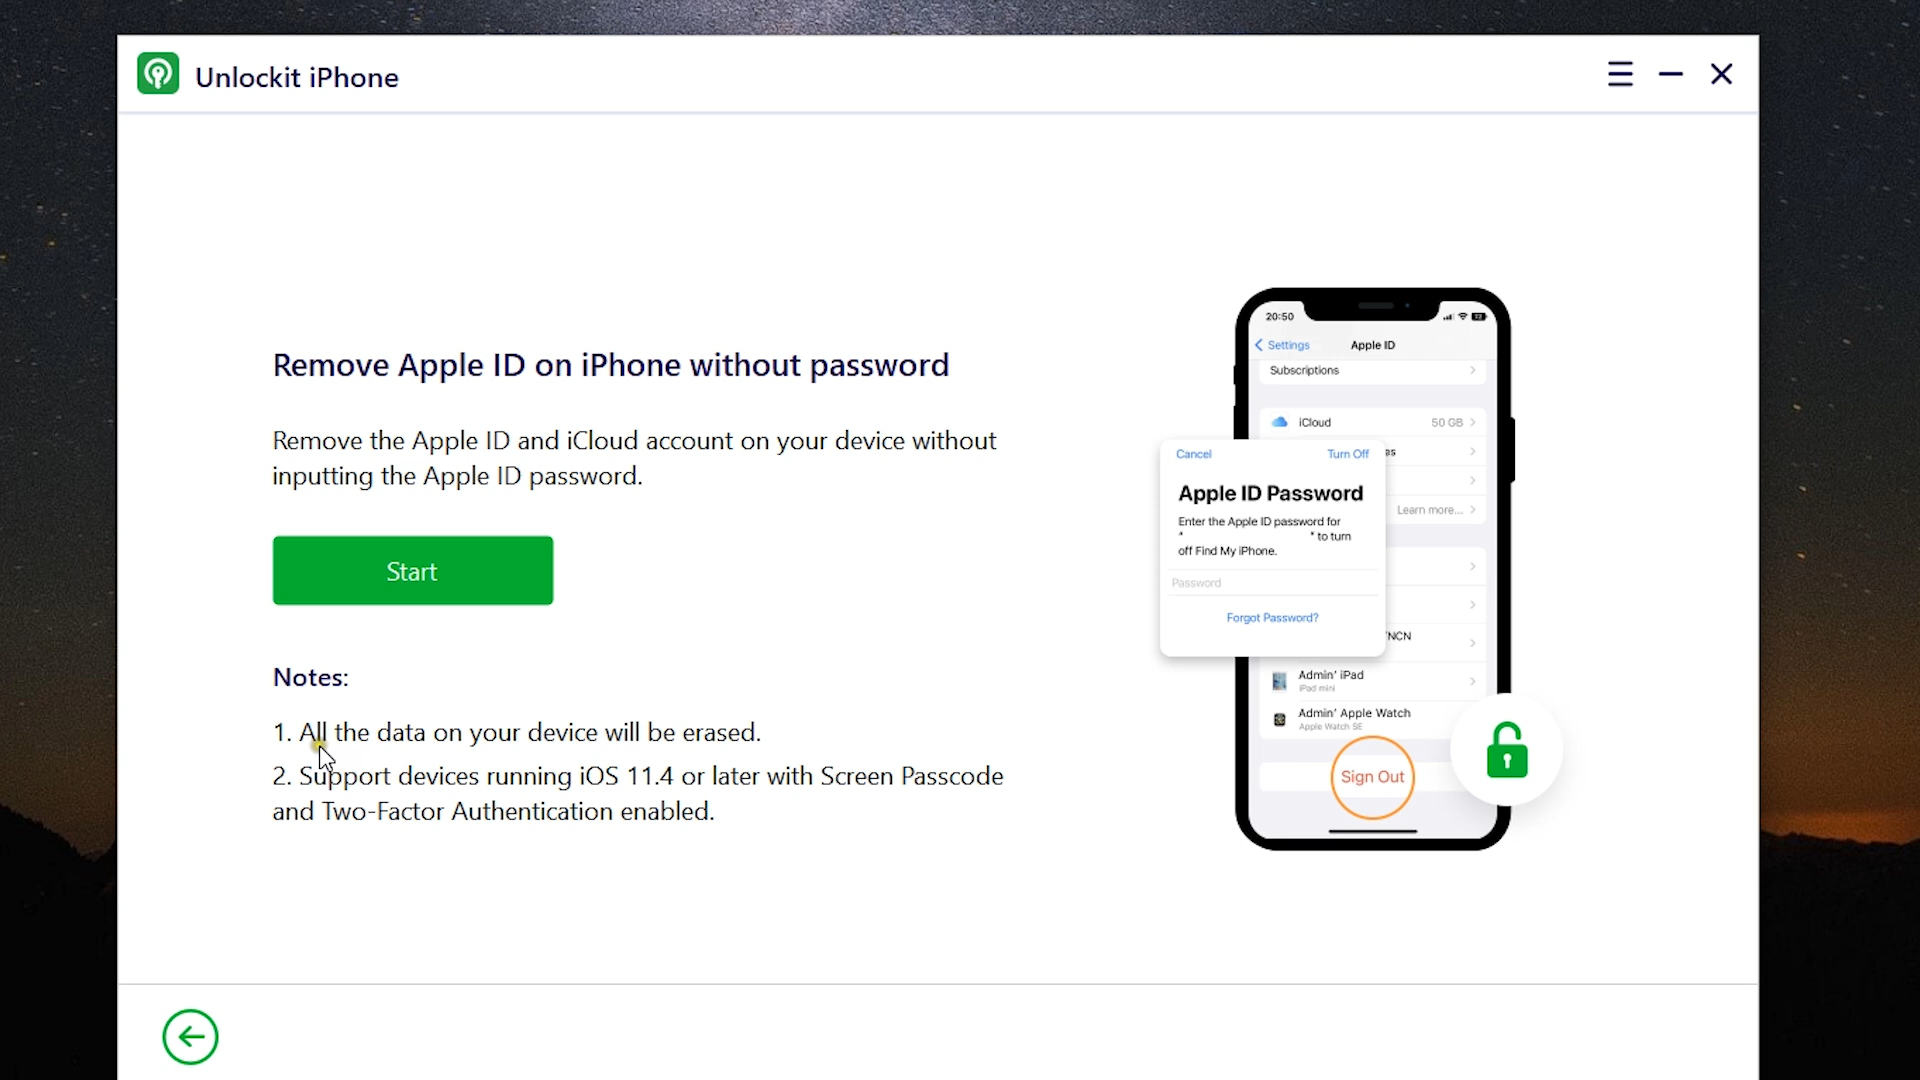 Unlockit iPhone
Remove Apple ID on iPhone without password
Remove the Apple ID and iCloud account on your device without
inputting the Apple ID password.
Start
Notes:
1. All the data on your device will be erased.
2. Support devices running iOS 11.4 or later with Screen Passcode
and Two-Factor Authentication enabled.
20:50
Settings
Apple ID
Subscriptions
iCloud
50 GB
es
Learn more...
Cancel
Turn Off
Apple ID Password
Enter the Apple ID password for
" " to turn
off Find My iPhone.
Password
Forgot Password?
'NCN
Admin' iPad
iPad mini
Admin' Apple Watch
Apple Watch SE
Sign Out